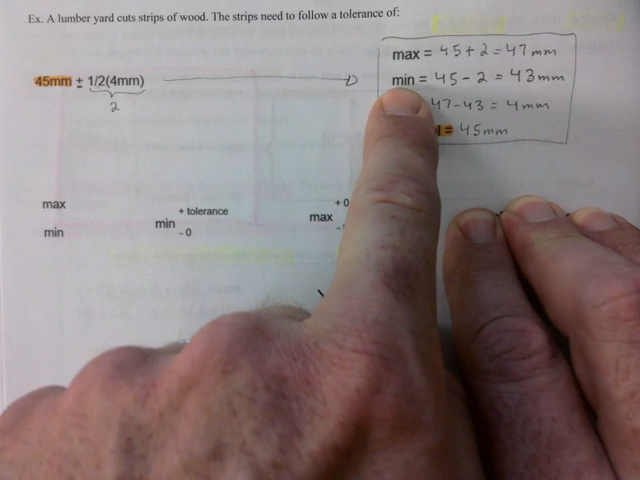 Ex. A lumber yard cuts strips of wood. The strips need to follow a tolerance of:
max = 45 + 2 = 47 mm
45mm ± 1/2(4mm)
min = 45 - 2 = 43 mm
2
47 - 43 = 4 mm
= 45 mm
max
+ tolerance
+ 0
min
- 0
max
min